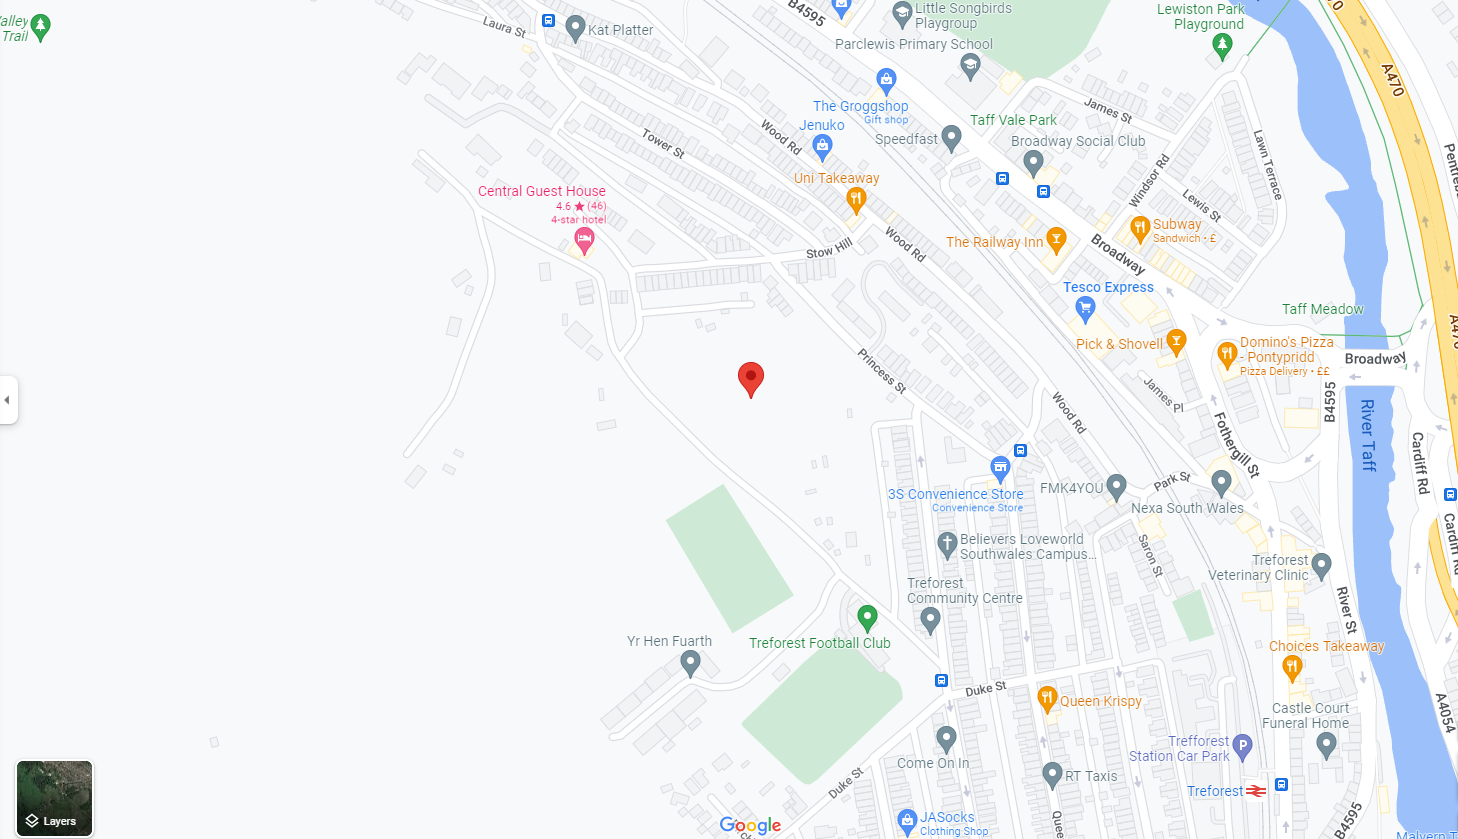 Valley
Trail
Laura St
Kat Platter
B4595
Little Songbirds
Playgroup
Parclewis Primary School
Lewiston Park
Playground
A470
The Groggshop
Gift shop
Jenuko
Taff Vale Park
James St
Speedfast
Broadway Social Club
Wood Rd
Tower St
Lawn Terrace
Windsor Rd
Lewis St
Uni Takeaway
Central Guest House
4.6 ★ (46)
4-star hotel
Subway
Sandwich • £
The Railway Inn
Broadway
Stow Hill
Wood Rd
Tesco Express
Taff Meadow
A470
Pick & Shovell
Domino's Pizza
- Pontypridd
Pizza Delivery • ££
Broadway
Princess St
James Pl
B4595
Wood Rd
Fothergill St
River Taff
Cardiff Rd
3S Convenience Store
Convenience Store
FMK4YOU
Park St
Nexa South Wales
Cardiff Rd
Believers Loveworld
Southwales Campus...
Saron St
Treforest
Veterinary Clinic
Treforest
Community Centre
River St
Yr Hen Fuarth
Treforest Football Club
Choices Takeaway
Duke St
Queen Krispy
A4054
Castle Court
Funeral Home
Trefforest
Station Car Park
P
Come On In
RT Taxis
Duke St
Treforest
Layers
Google
JASocks
Clothing Shop
B4595